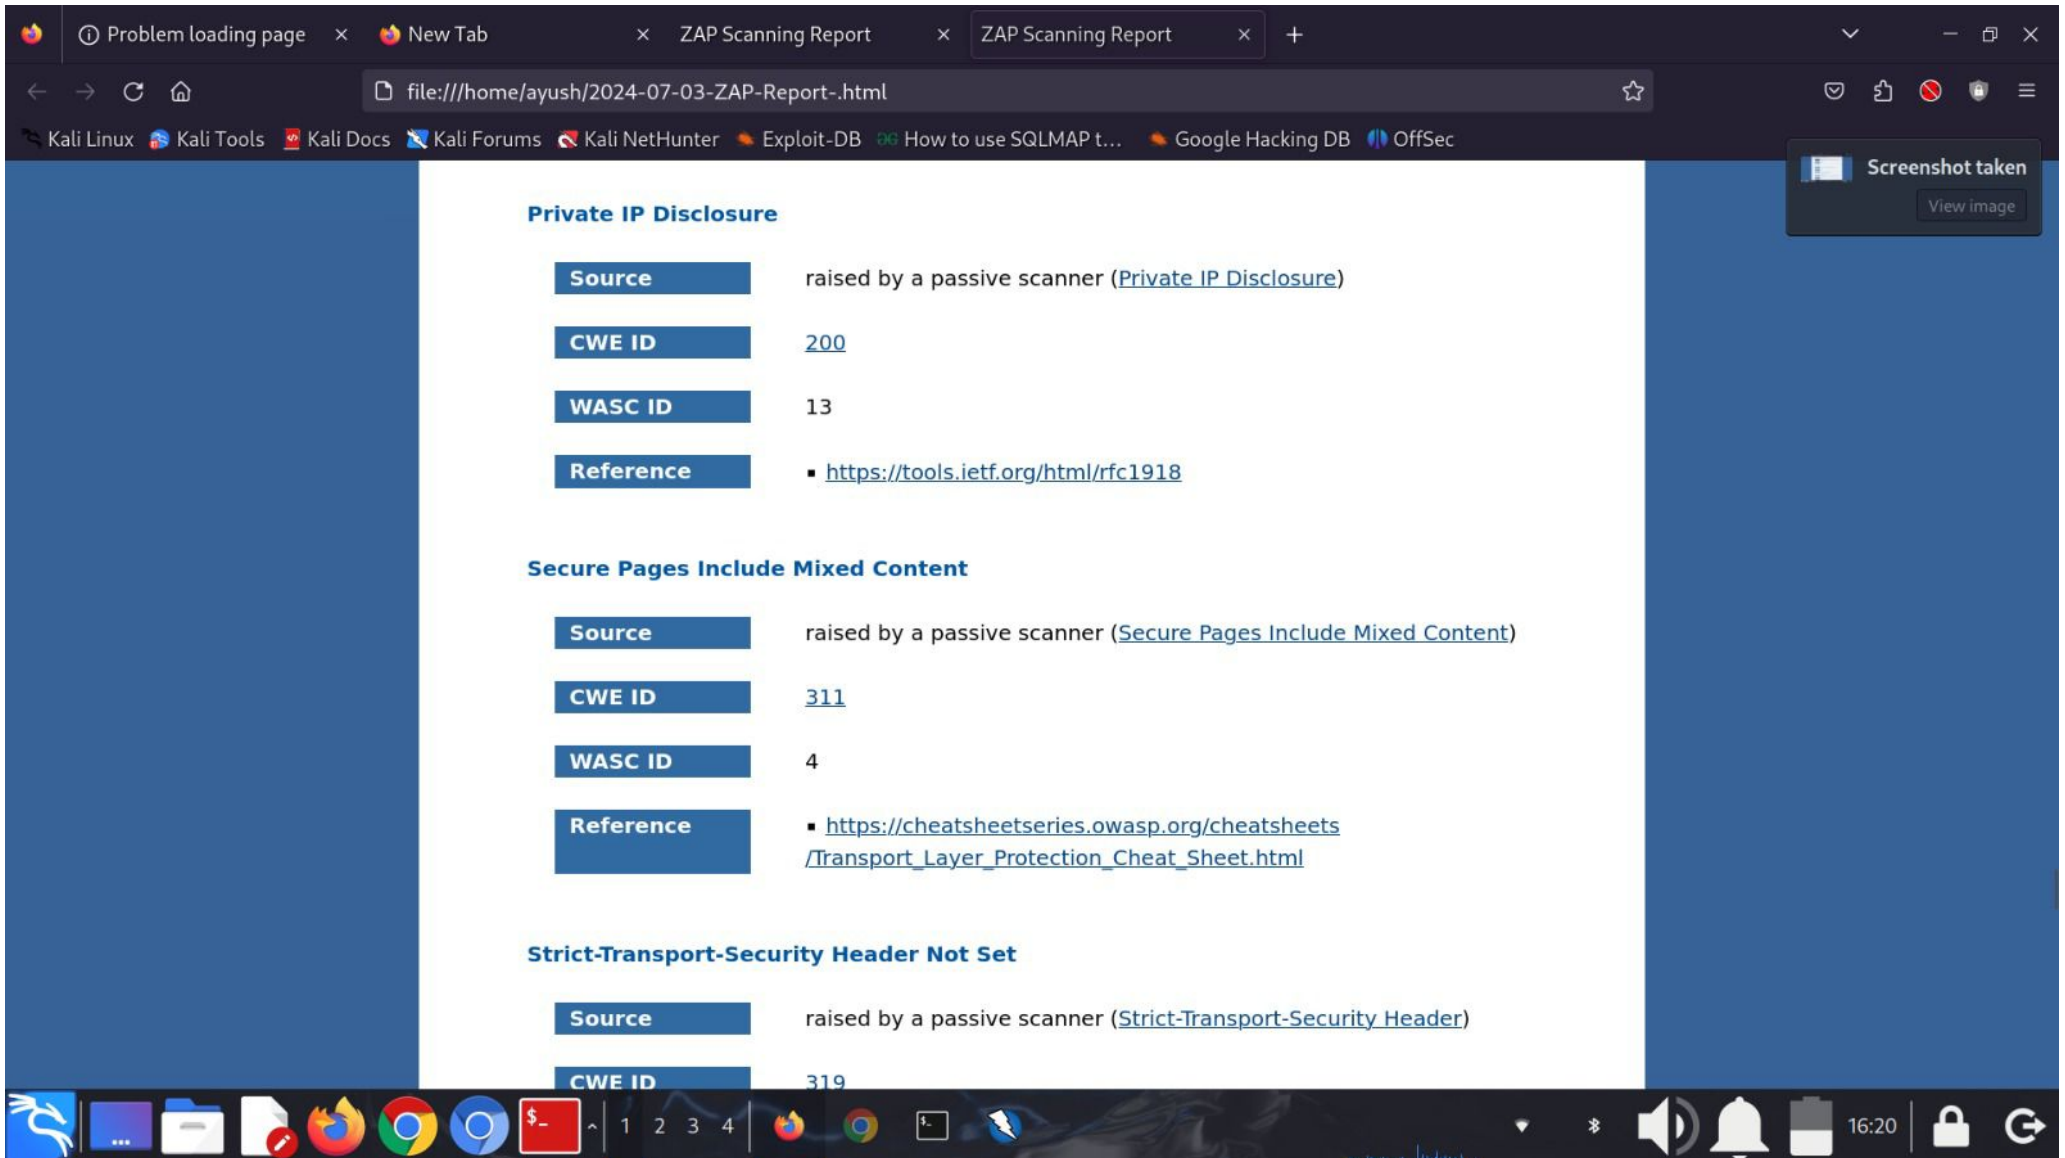 Problem loading page
New Tab
ZAP Scanning Report
ZAP Scanning Report
file:///home/ayush/2024-07-03-ZAP-Report-.html
Kali Linux Kali Tools Kali Docs Kali Forums Kali NetHunter Exploit-DB How to use SQLMAP t... Google Hacking DB OffSec
Screenshot taken
View image
Private IP Disclosure
Source raised by a passive scanner (Private IP Disclosure)
CWE ID 200
WASC ID 13
Reference ▪ https://tools.ietf.org/html/rfc1918
Secure Pages Include Mixed Content
Source raised by a passive scanner (Secure Pages Include Mixed Content)
CWE ID 311
WASC ID 4
Reference ▪ https://cheatsheetseries.owasp.org/cheatsheets
/Transport_Layer_Protection_Cheat_Sheet.html
Strict-Transport-Security Header Not Set
Source raised by a passive scanner (Strict-Transport-Security Header)
CWE ID 319
$_ 1 2 3 4 $_ 16:20